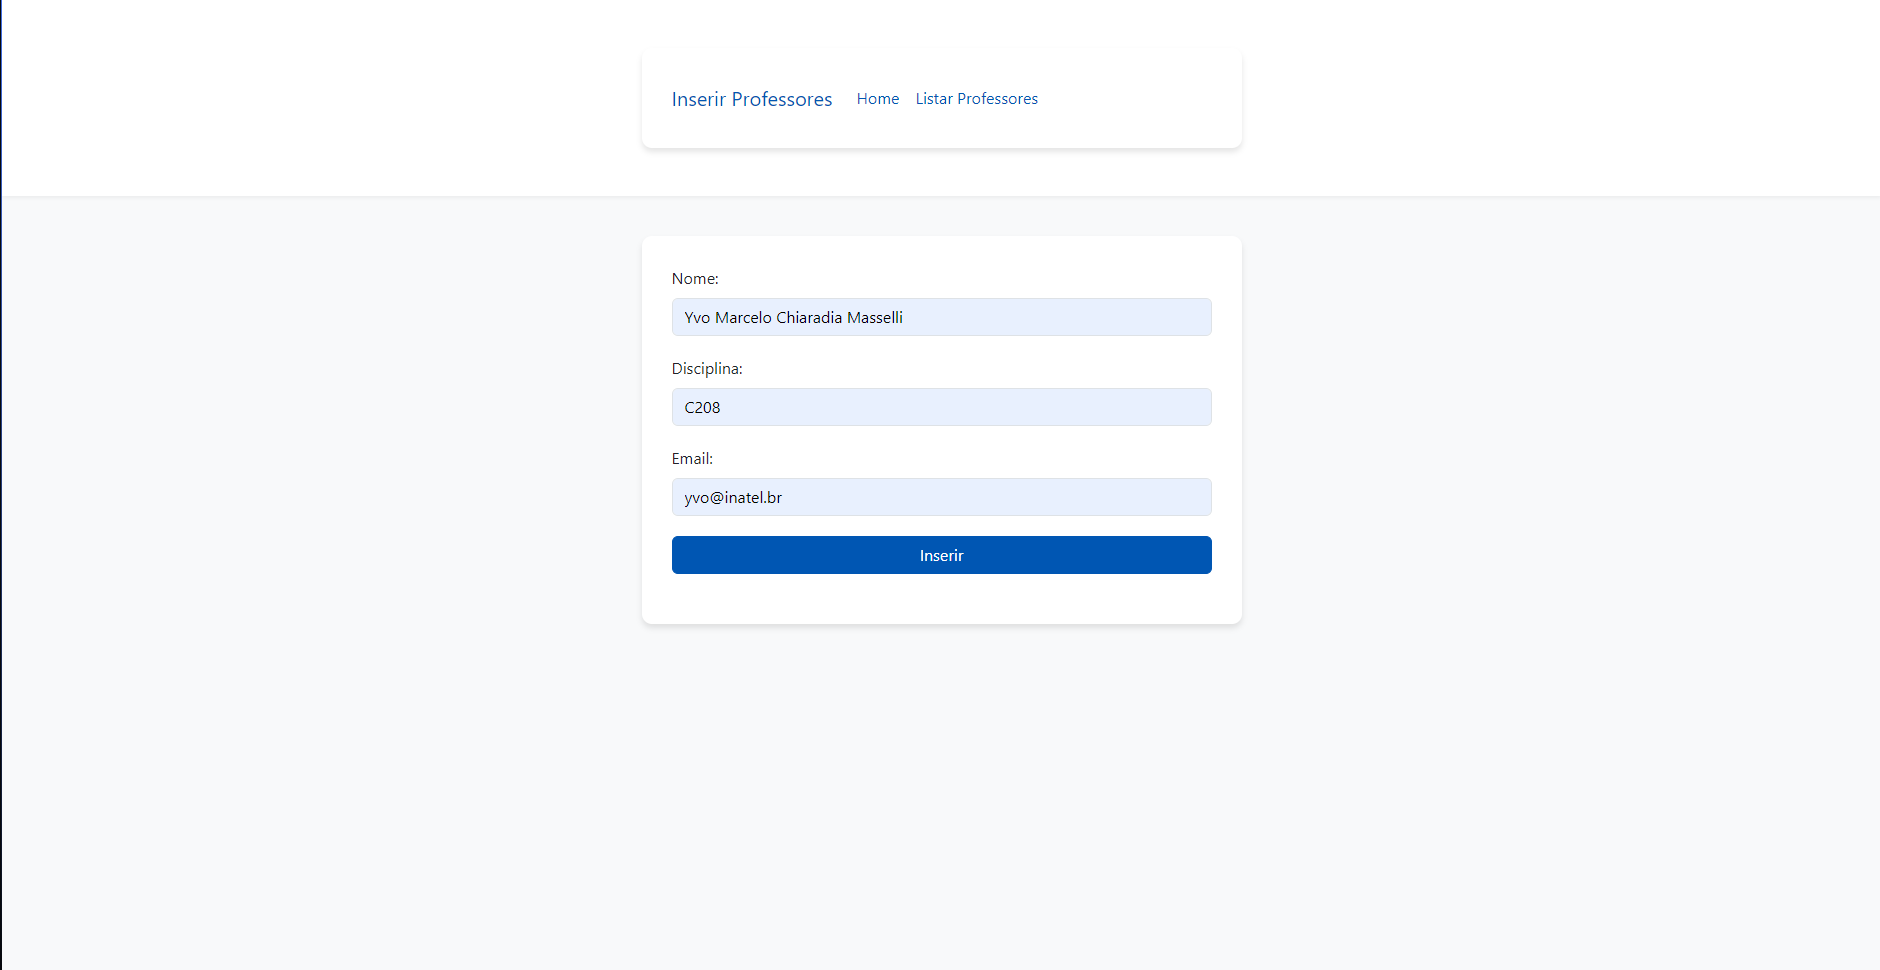 Inserir Professores Home Listar Professores
Nome:
Yvo Marcelo Chiaradia Masselli
Disciplina:
C208
Email:
yvo@inatel.br
Inserir